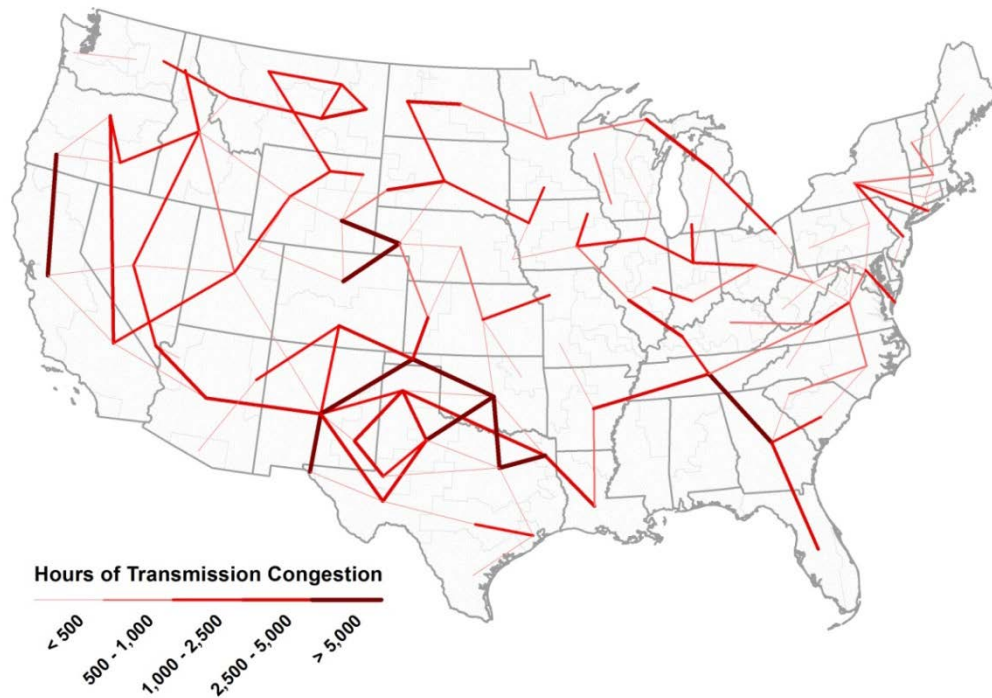 Hours of Transmission Congestion
< 500
500 - 1,000
1,000 - 2,500
2,500 - 5,000
> 5,000